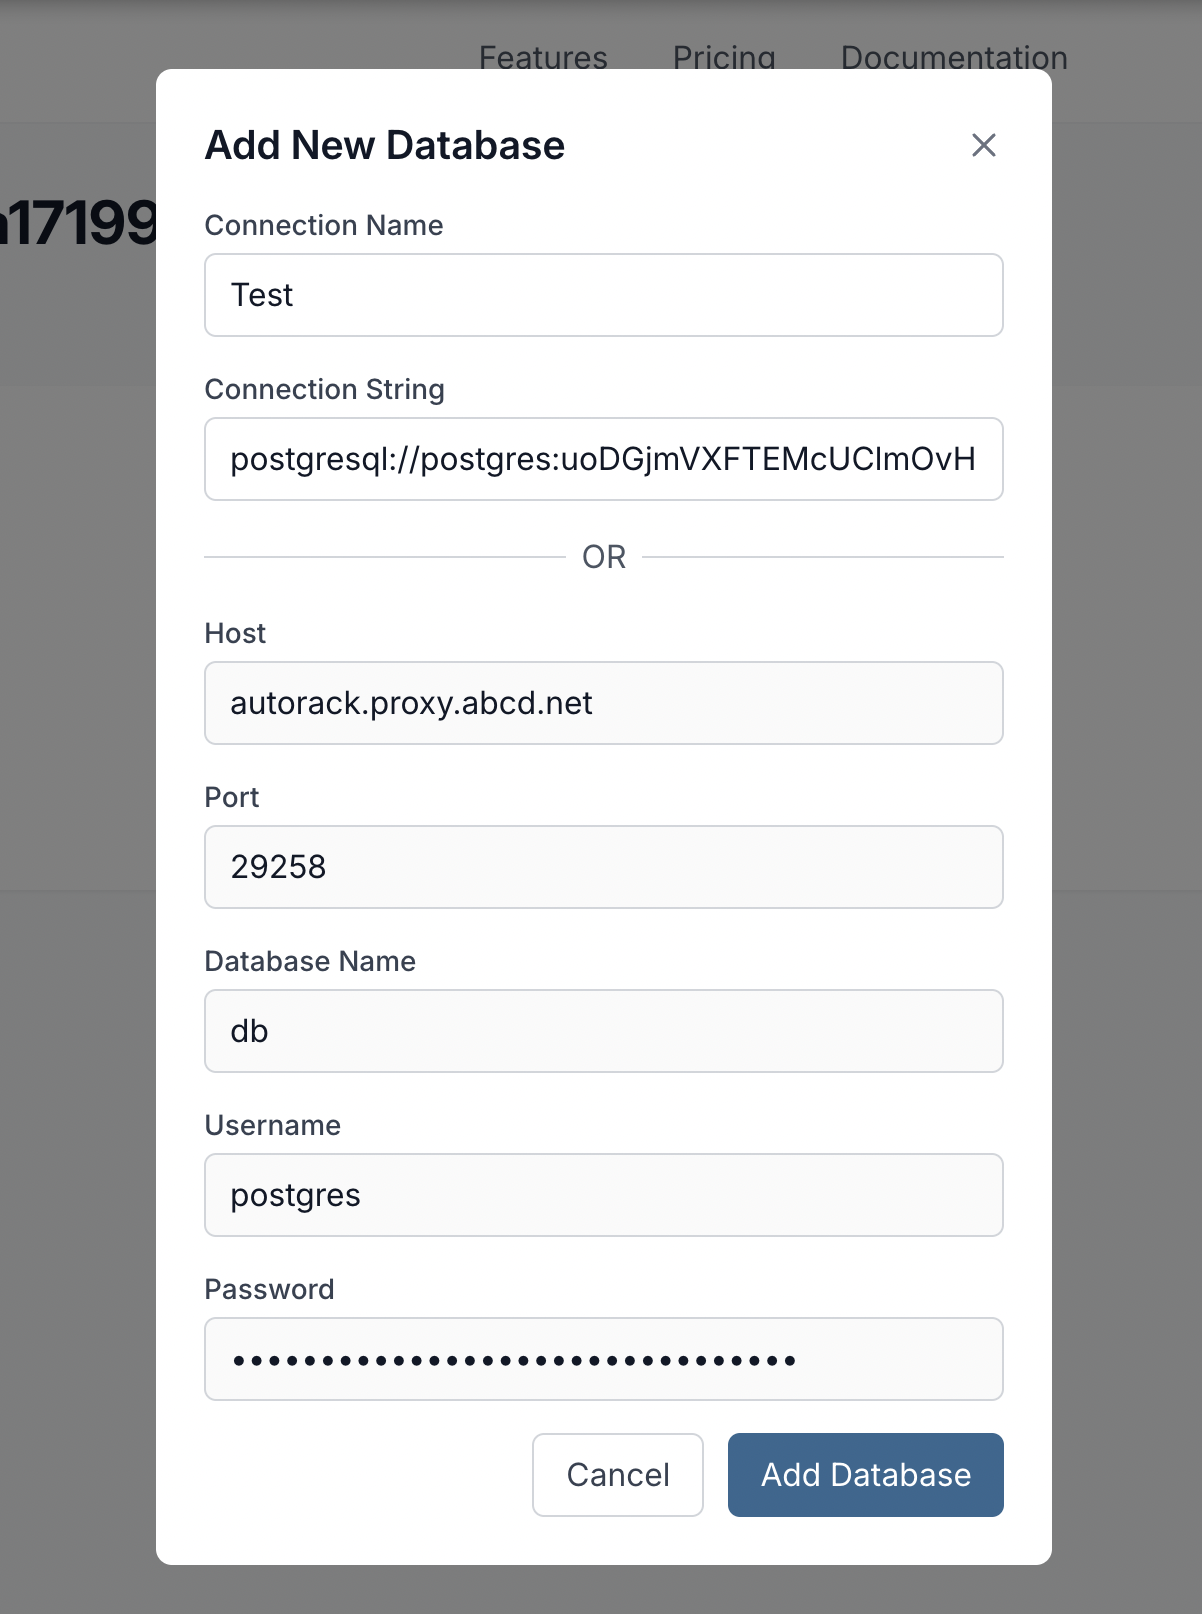 Features Pricing Documentation
Add New Database
17199
Connection Name
Test
Connection String
postgresql://postgres:uoDGjmVXFTEMcUClmOvH
OR
Host
autorack.proxy.abcd.net
Port
29258
Database Name
db
Username
postgres
Password
••••••••••••••••••••••••••••••••
Cancel Add Database